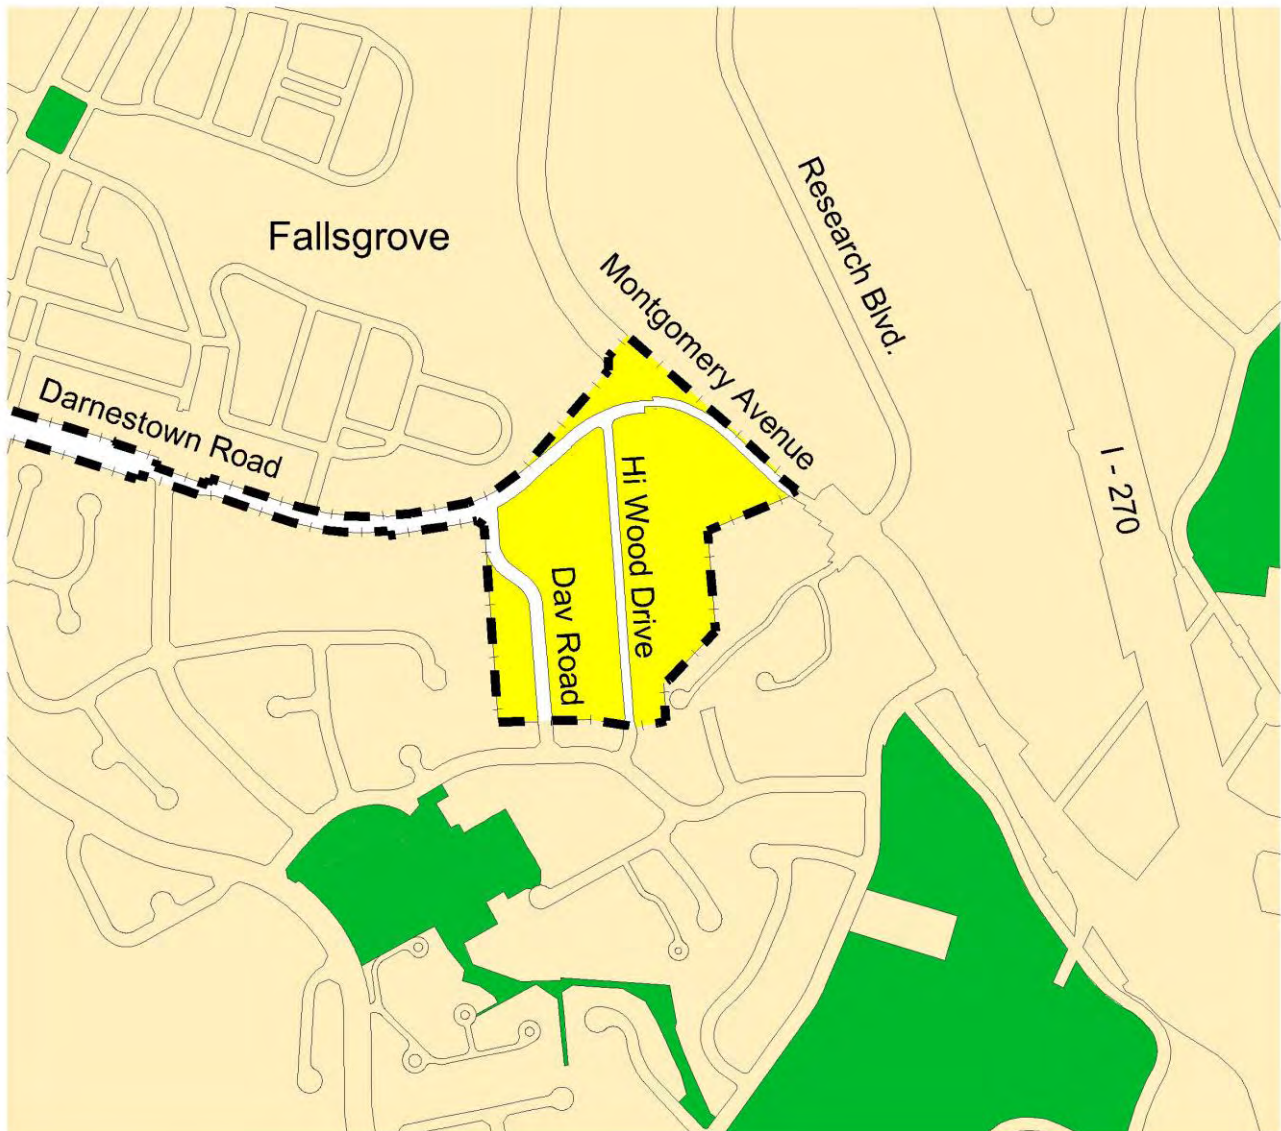 Fallsgrove
Research Blvd.
Montgomery Avenue
Darnestown Road
I - 270
Hi Wood Drive
Dav Road